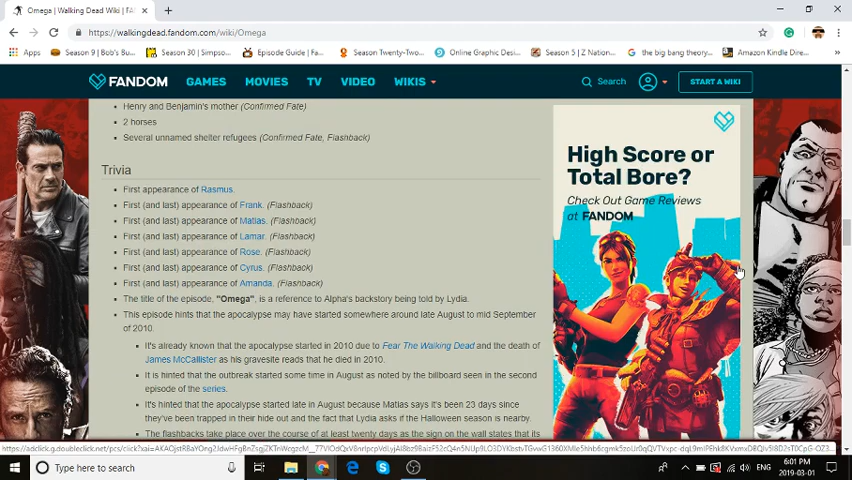 Omega | Walking Dead Wiki | FA
https://walkingdead.fandom.com/wiki/Omega
Apps
Season 9 | Bob's Bu...
Season 30 | Simpso...
Episode Guide | Fa...
Season Twenty-Two...
Online Graphic Desi...
Season 5 | Z Nation...
the big bang theory...
Amazon Kindle Dire...
FANDOM GAMES MOVIES TV VIDEO WIKIS Search START A WIKI
Henry and Benjamin's mother (Confirmed Fate)
2 horses
Several unnamed shelter refugees (Confirmed Fate, Flashback)
Trivia
First appearance of Rasmus.
First (and last) appearance of Frank. (Flashback)
First (and last) appearance of Matias. (Flashback)
First (and last) appearance of Lamar. (Flashback)
First (and last) appearance of Rose. (Flashback)
First (and last) appearance of Cyrus. (Flashback)
First (and last) appearance of Amanda. (Flashback)
The title of the episode, "Omega", is a reference to Alpha's backstory being told by Lydia.
This episode hints that the apocalypse may have started somewhere around late August to mid September
of 2010.
It's already known that the apocalypse started in 2010 due to Fear The Walking Dead and the death of
James McCallister as his gravesite reads that he died in 2010.
It is hinted that the outbreak started some time in August as noted by the billboard seen in the second
episode of the series.
It's hinted that the apocalypse started late in August because Matias says it's been 23 days since
they've been trapped in their hide out and the fact that Lydia asks if the Halloween season is nearby.
The flashbacks take place over the course of at least twenty days as the sign on the wall states that its
High Score or
Total Bore?
Check Out Game Reviews
at FANDOM
Type here to search
ENG
6:01 PM
2019-03-01